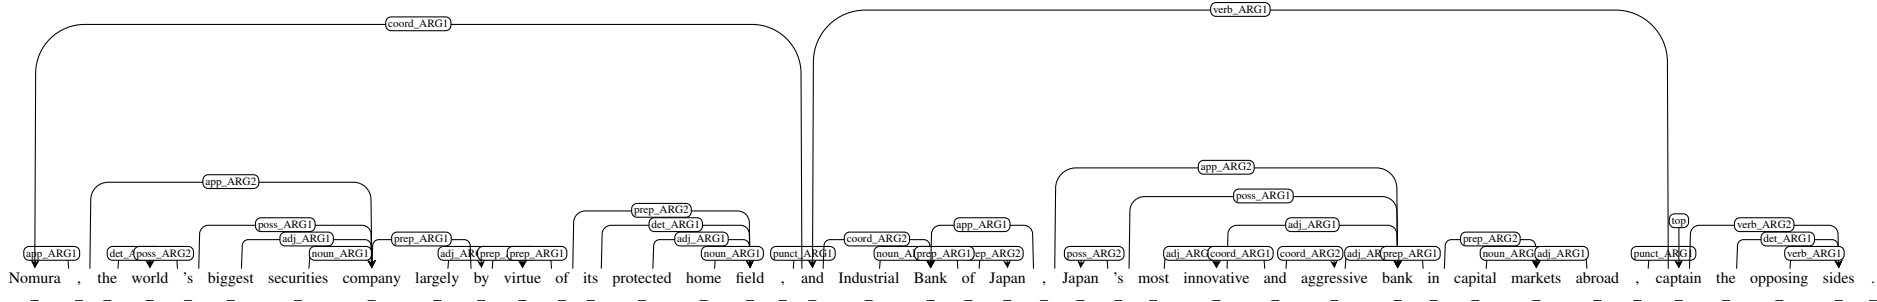 coord_ARG1 verb_ARG1
app_ARG2 app_ARG2
poss_ARG1 prep_ARG2 poss_ARG1 top
adj_ARG1 prep_ARG1 det_ARG1 adj_ARG1 coord_ARG2 app_ARG1 adj_ARG1 prep_ARG2 verb_ARG2 det_ARG1
app_ARG1 poss_ARG2 noun_ARG1 prep_ARG1 noun_ARG1 punct_ARG1 prep_ARG1 poss_ARG2 coord_ARG1 coord_ARG2 prep_ARG1 adj_ARG1 punct_ARG1 verb_ARG1
Nomura , the world 's biggest securities company largely by virtue of its protected home field , and Industrial Bank of Japan , Japan 's most innovative and aggressive bank in capital markets abroad , captain the opposing sides .